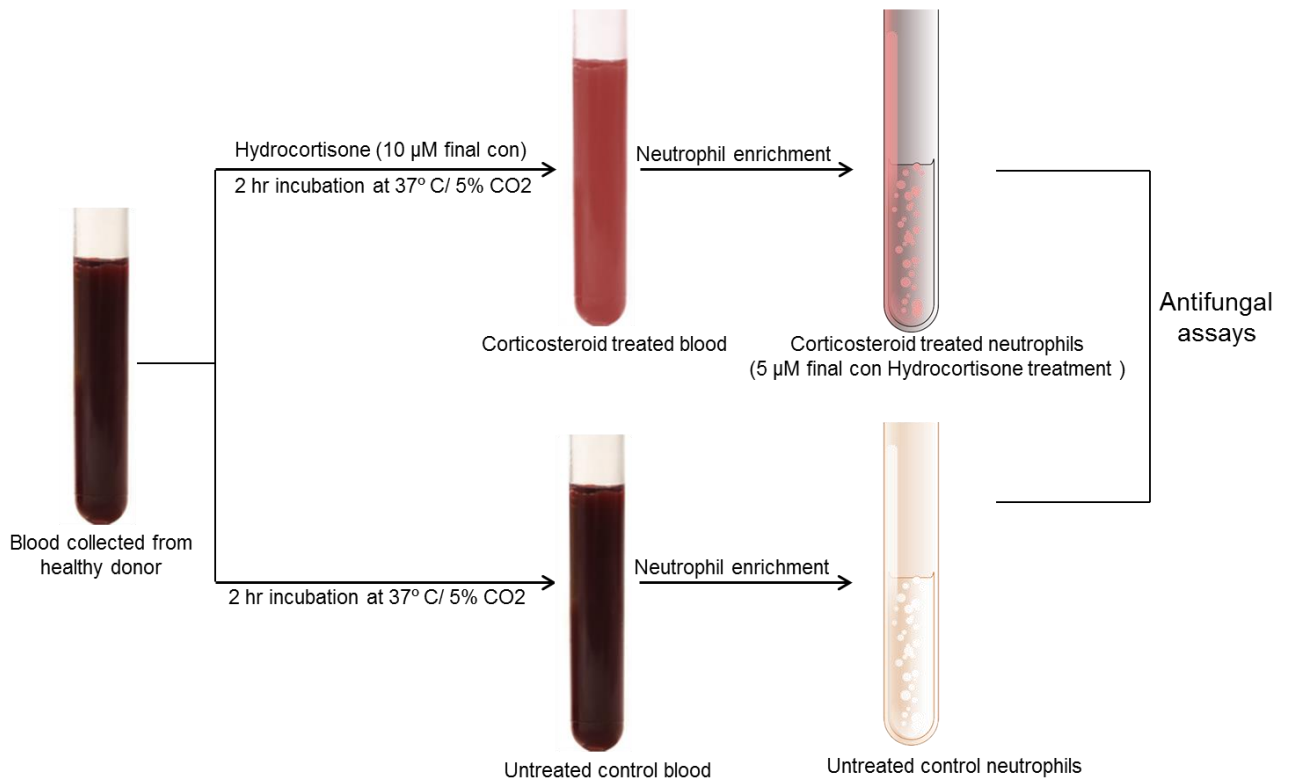 Hydrocortisone (10 µM final con)
2 hr incubation at 37º C/ 5% CO2
Neutrophil enrichment
Corticosteroid treated blood
Corticosteroid treated neutrophils
(5 µM final con Hydrocortisone treatment )
Antifungal
assays
Blood collected from
healthy donor
2 hr incubation at 37º C/ 5% CO2
Neutrophil enrichment
Untreated control blood
Untreated control neutrophils